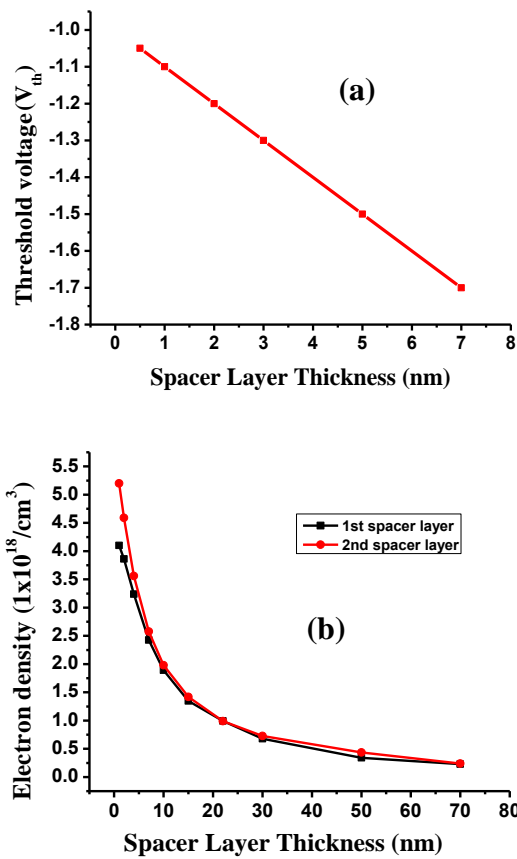 -1.0
-1.1
-1.2
-1.3
-1.4
-1.5
-1.6
-1.7
-1.8
Threshold voltage(Vth)
(a)
0 1 2 3 4 5 6 7 8
Spacer Layer Thickness (nm)
5.5
5.0
4.5
4.0
3.5
3.0
2.5
2.0
1.5
1.0
0.5
0.0
Electron density (1x10^18/cm^3)
1st spacer layer
2nd spacer layer
(b)
0 10 20 30 40 50 60 70 80
Spacer Layer Thickness (nm)